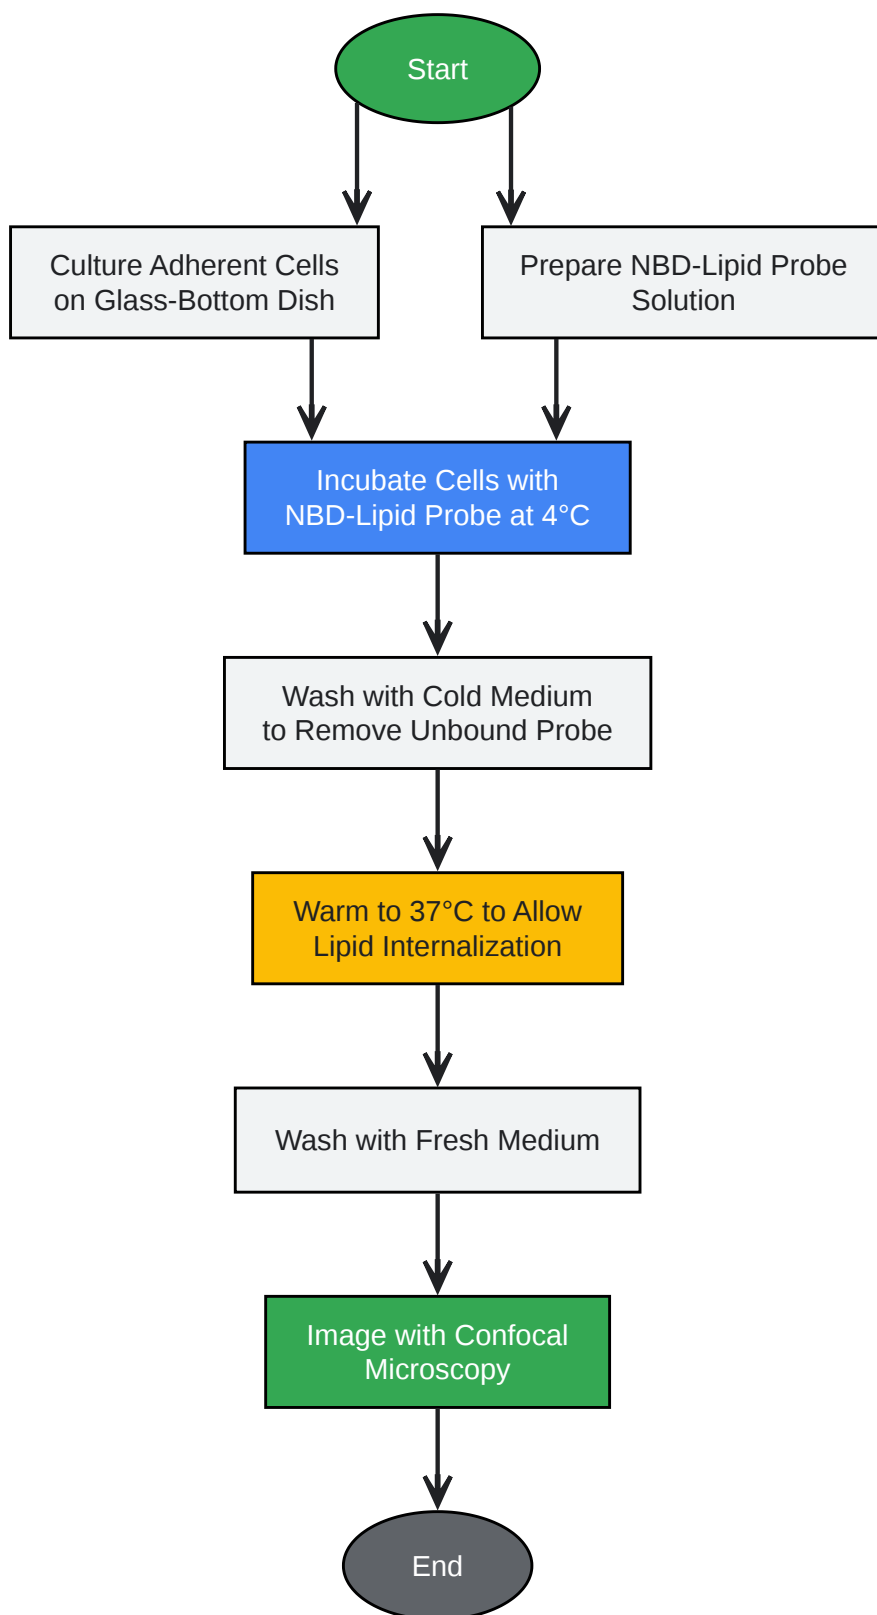 Start
Culture Adherent Cells
on Glass-Bottom Dish
Prepare NBD-Lipid Probe
Solution
Incubate Cells with
NBD-Lipid Probe at 4°C
Wash with Cold Medium
to Remove Unbound Probe
Warm to 37°C to Allow
Lipid Internalization
Wash with Fresh Medium
Image with Confocal
Microscopy
End